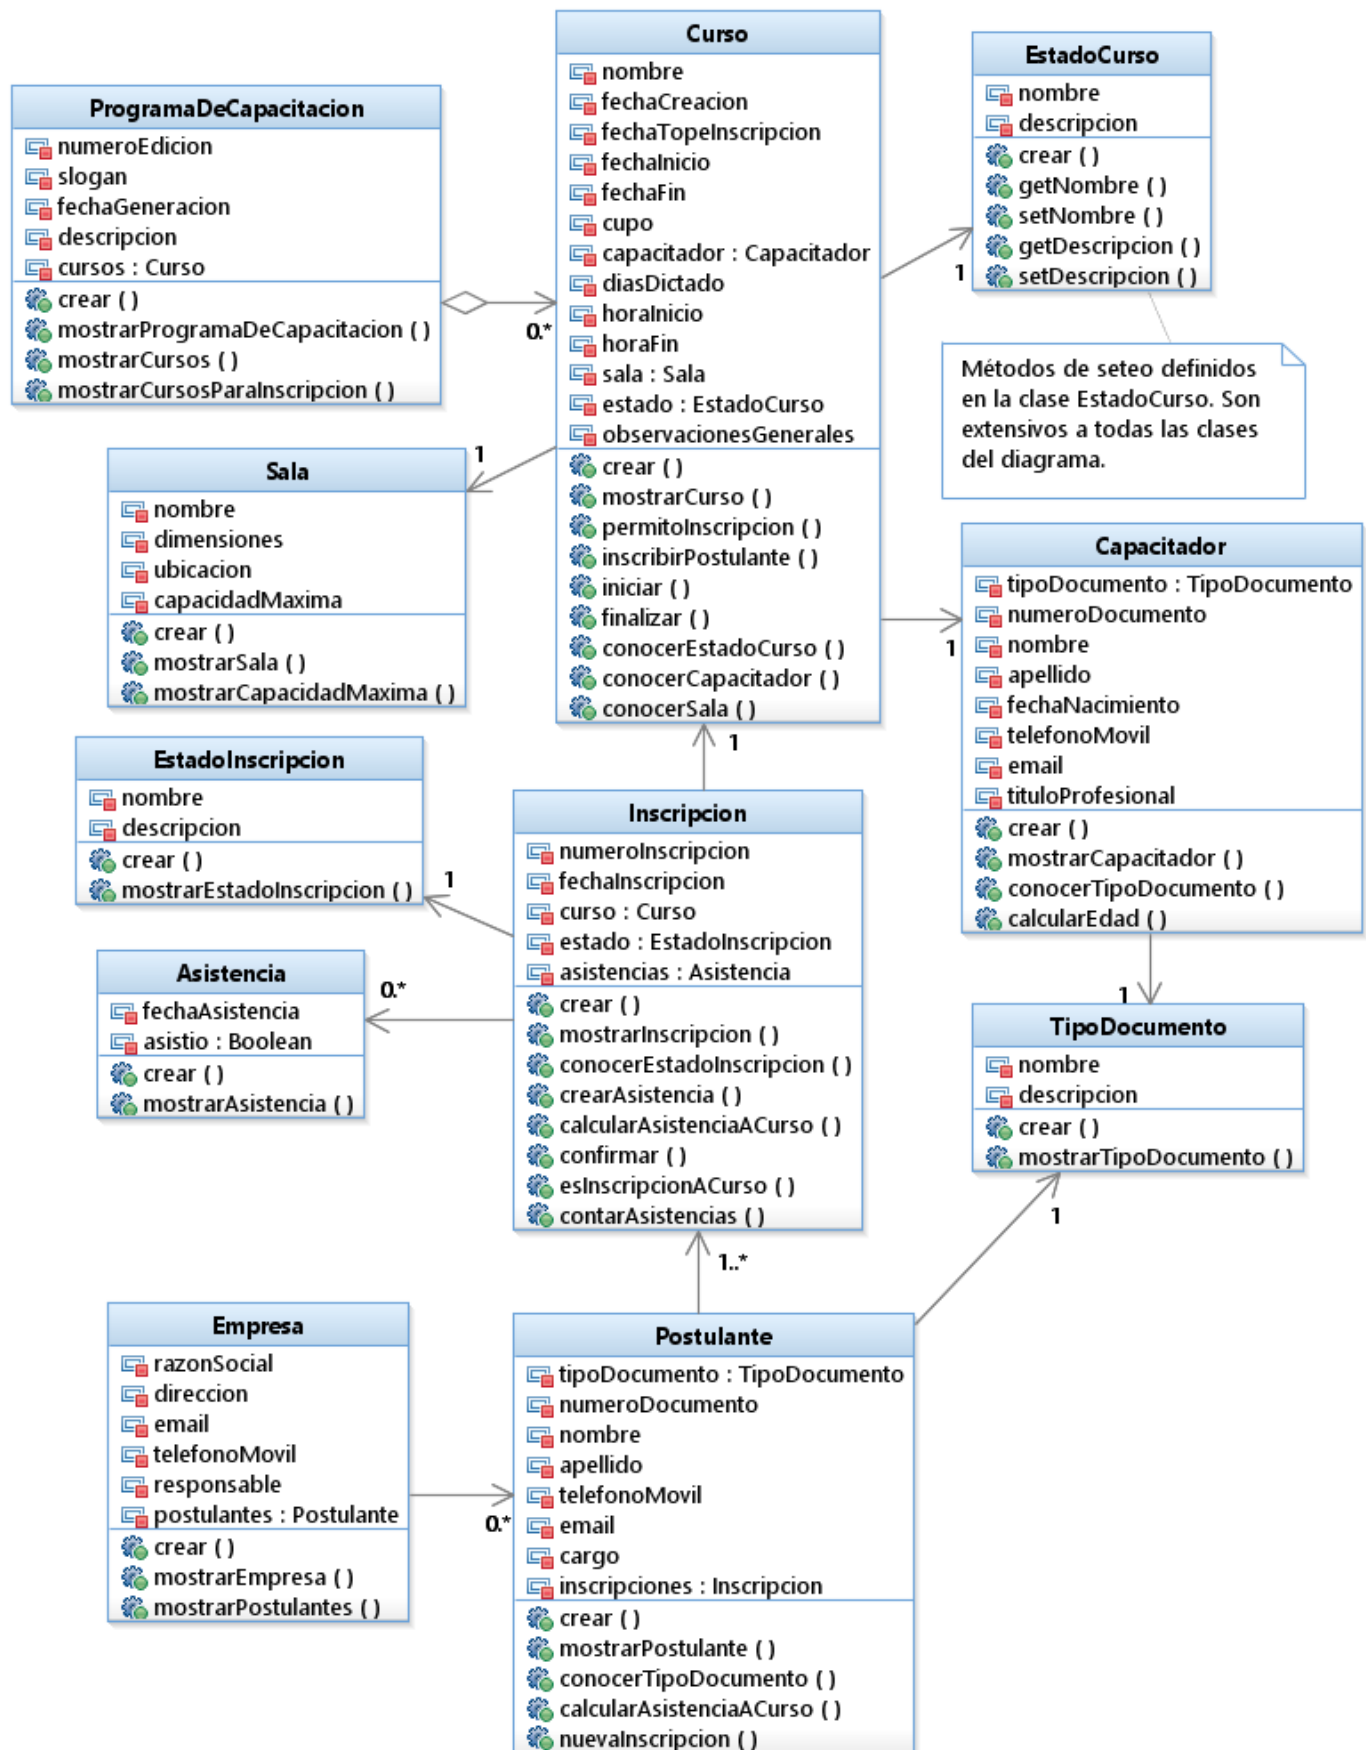 ProgramaDeCapacitacion
numeroEdicion
slogan
fechaGeneracion
descripcion
cursos : Curso
crear ( )
mostrarProgramaDeCapacitacion ( )
mostrarCursos ( )
mostrarCursosParaInscripcion ( )
0.*
Curso
nombre
fechaCreacion
fechaTopeInscripcion
fechaInicio
fechaFin
cupo
capacitador : Capacitador
diasDictado
horaInicio
horaFin
sala : Sala
estado : EstadoCurso
observacionesGenerales
crear ( )
mostrarCurso ( )
permitoInscripcion ( )
inscribirPostulante ( )
iniciar ( )
finalizar ( )
conocerEstadoCurso ( )
conocerCapacitador ( )
conocerSala ( )
1
EstadoCurso
nombre
descripcion
crear ( )
getNombre ( )
setNombre ( )
getDescripcion ( )
setDescripcion ( )
Métodos de seteo definidos
en la clase EstadoCurso. Son
extensivos a todas las clases
del diagrama.
1
Sala
nombre
dimensiones
ubicacion
capacidadMaxima
crear ( )
mostrarSala ( )
mostrarCapacidadMaxima ( )
1
Capacitador
tipoDocumento : TipoDocumento
numeroDocumento
nombre
apellido
fechaNacimiento
telefonoMovil
email
tituloProfesional
crear ( )
mostrarCapacitador ( )
conocerTipoDocumento ( )
calcularEdad ( )
1
EstadoInscripcion
nombre
descripcion
crear ( )
mostrarEstadoInscripcion ( )
1
Inscripcion
numeroInscripcion
fechaInscripcion
curso : Curso
estado : EstadoInscripcion
asistencias : Asistencia
crear ( )
mostrarInscripcion ( )
conocerEstadoInscripcion ( )
crearAsistencia ( )
calcularAsistenciaACurso ( )
confirmar ( )
esInscripcionACurso ( )
contarAsistencias ( )
Asistencia
fechaAsistencia
asistio : Boolean
crear ( )
mostrarAsistencia ( )
0.*
1
TipoDocumento
nombre
descripcion
crear ( )
mostrarTipoDocumento ( )
1
1..*
Empresa
razonSocial
direccion
email
telefonoMovil
responsable
postulantes : Postulante
crear ( )
mostrarEmpresa ( )
mostrarPostulantes ( )
0.*
Postulante
tipoDocumento : TipoDocumento
numeroDocumento
nombre
apellido
telefonoMovil
email
cargo
inscripciones : Inscripcion
crear ( )
mostrarPostulante ( )
conocerTipoDocumento ( )
calcularAsistenciaACurso ( )
nuevaInscripcion ( )